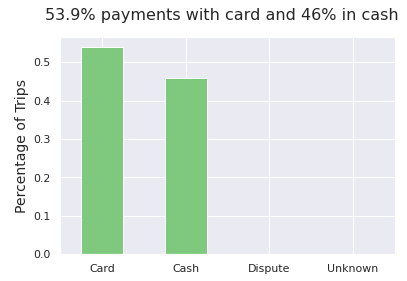 53.9% payments with card and 46% in cash
Percentage of Trips
0.5
0.4
0.3
0.2
0.1
0.0
Card Cash Dispute Unknown